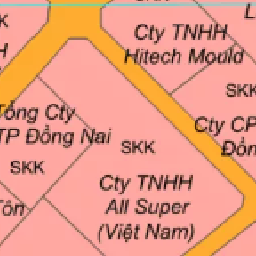 SKK
Cty TNHH
Hitech Mould
SKK
Tổng Cty
TP Đồng Nai
Cty CP
Đồn
SKK
SKK
Cty TNHH
All Super
(Việt Nam)
Tôn